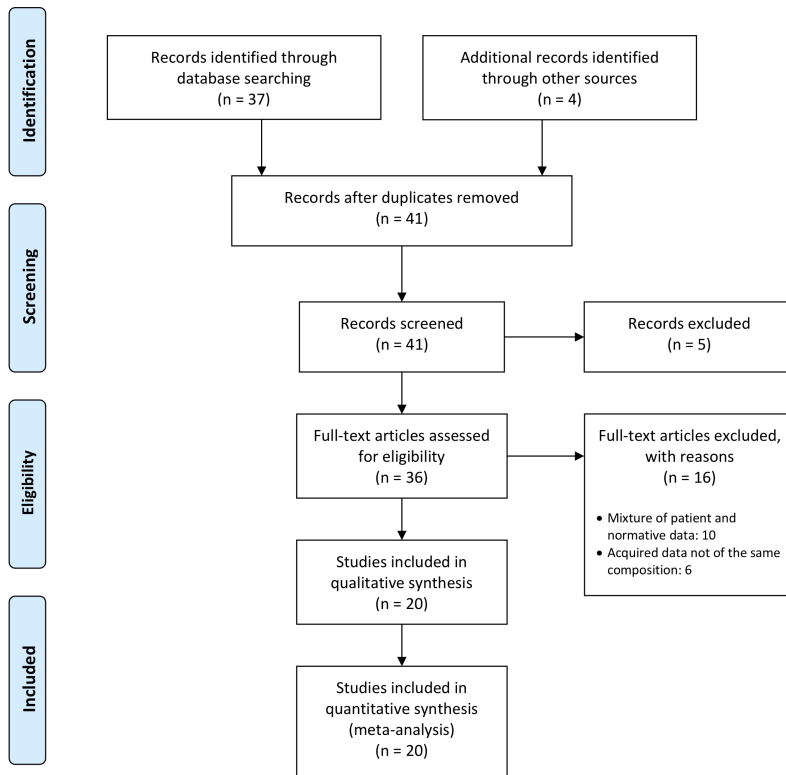 Identification
Records identified through
database searching
(n = 37)
Additional records identified
through other sources
(n = 4)
Records after duplicates removed
(n = 41)
Screening
Records screened
(n = 41)
Records excluded
(n = 5)
Eligibility
Full-text articles assessed
for eligibility
(n = 36)
Full-text articles excluded,
with reasons
(n = 16)
● Mixture of patient and
normative data: 10
● Acquired data not of the same
composition: 6
Studies included in
qualitative synthesis
(n = 20)
Included
Studies included in
quantitative synthesis
(meta-analysis)
(n = 20)